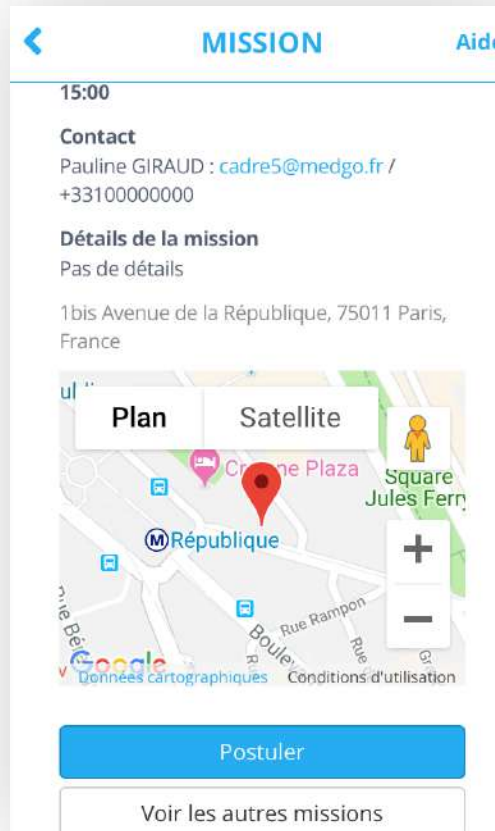 MISSION
Aide
15:00
Contact
Pauline GIRAUD : cadre5@medgo.fr /
+33100000000
Détails de la mission
Pas de détails
1bis Avenue de la République, 75011 Paris,
France
Plan
Satellite
Plaza
Square
Jules Ferry
M République
Rue Rampon
Rue
Google
Données cartographiques
Conditions d'utilisation
Postuler
Voir les autres missions